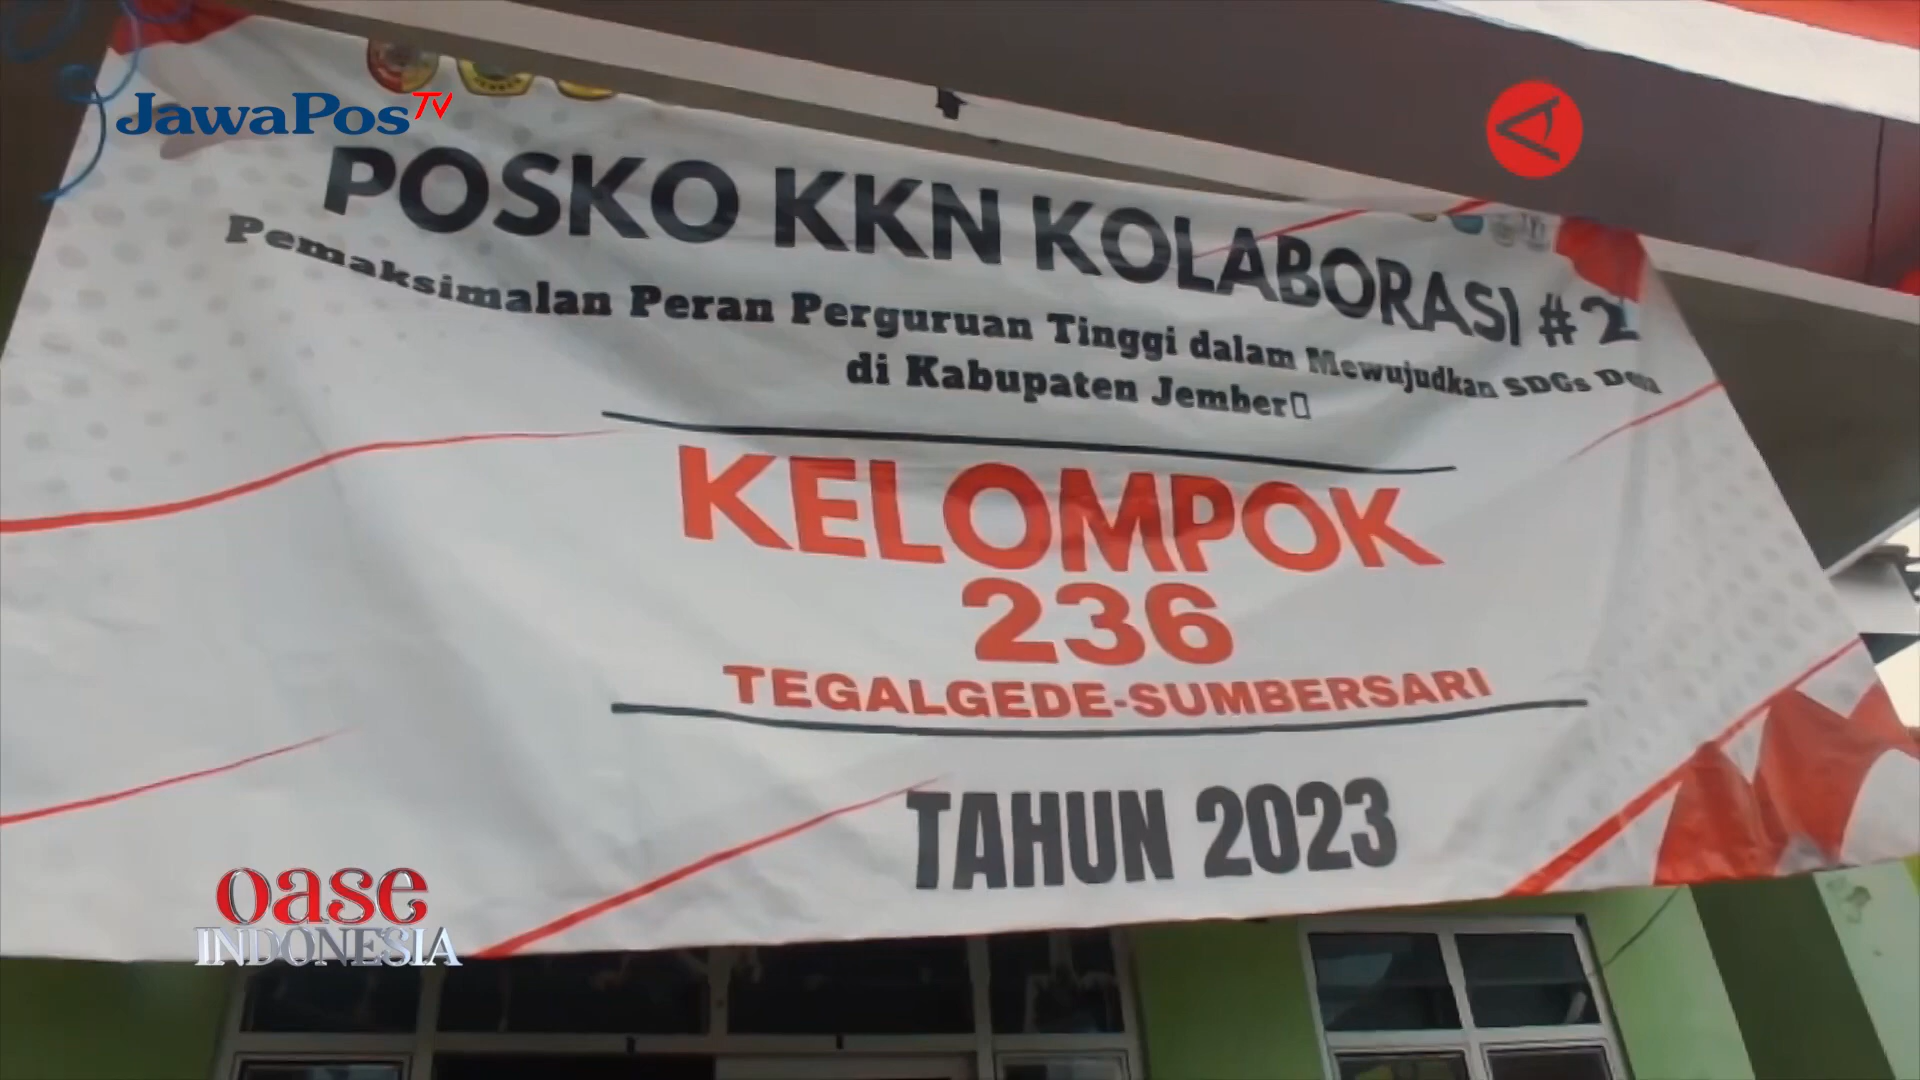 JawaPos TV
POSKO KKN KOLABORASI #2
Pemaksimalan Peran Perguruan Tinggi dalam Mewujudkan SDGs Desa
di Kabupaten Jember
KELOMPOK
236
TEGALGEDE-SUMBERSARI
TAHUN 2023
oase
INDONESIA